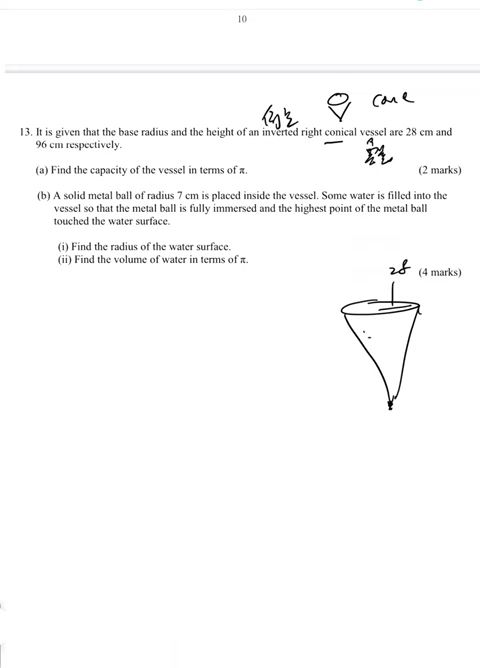 10
cone
13. It is given that the base radius and the height of an inverted right conical vessel are 28 cm and
96 cm respectively.
(a) Find the capacity of the vessel in terms of π. (2 marks)
(b) A solid metal ball of radius 7 cm is placed inside the vessel. Some water is filled into the
vessel so that the metal ball is fully immersed and the highest point of the metal ball
touched the water surface.
(i) Find the radius of the water surface.
(ii) Find the volume of water in terms of π.
28 (4 marks)